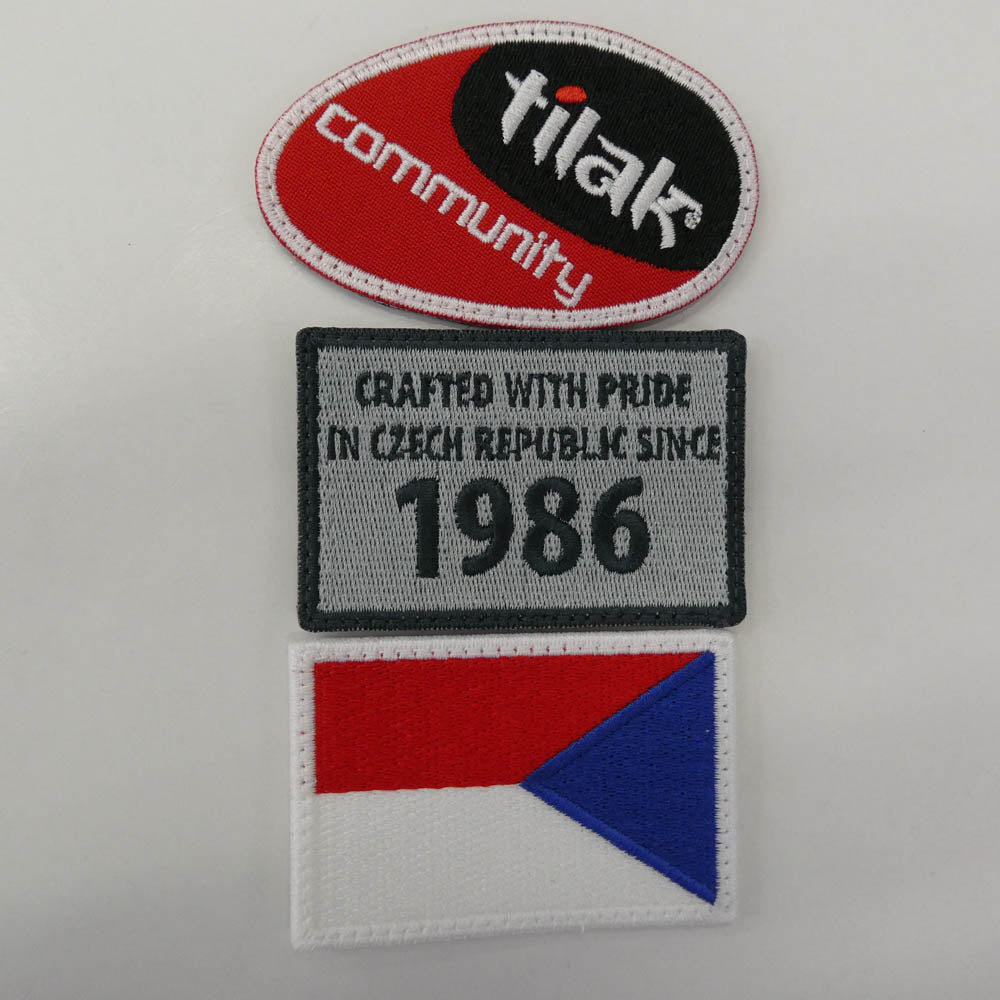 tilak®
community
CRAFTED WITH PRIDE
IN CZECH REPUBLIC SINCE
1986